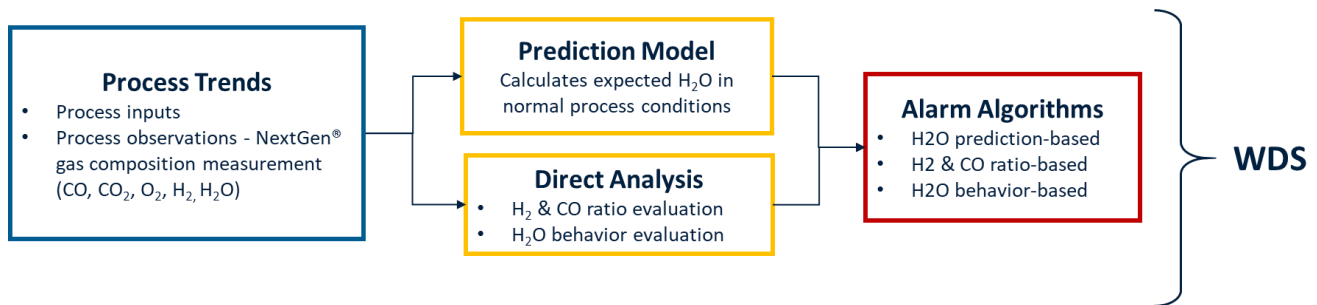 Process Trends
• Process inputs
• Process observations - NextGen®
gas composition measurement
(CO, CO₂, O₂, H₂, H₂O)
Prediction Model
Calculates expected H₂O in
normal process conditions
Direct Analysis
• H₂ & CO ratio evaluation
• H₂O behavior evaluation
Alarm Algorithms
• H2O prediction-based
• H2 & CO ratio-based
• H2O behavior-based
WDS